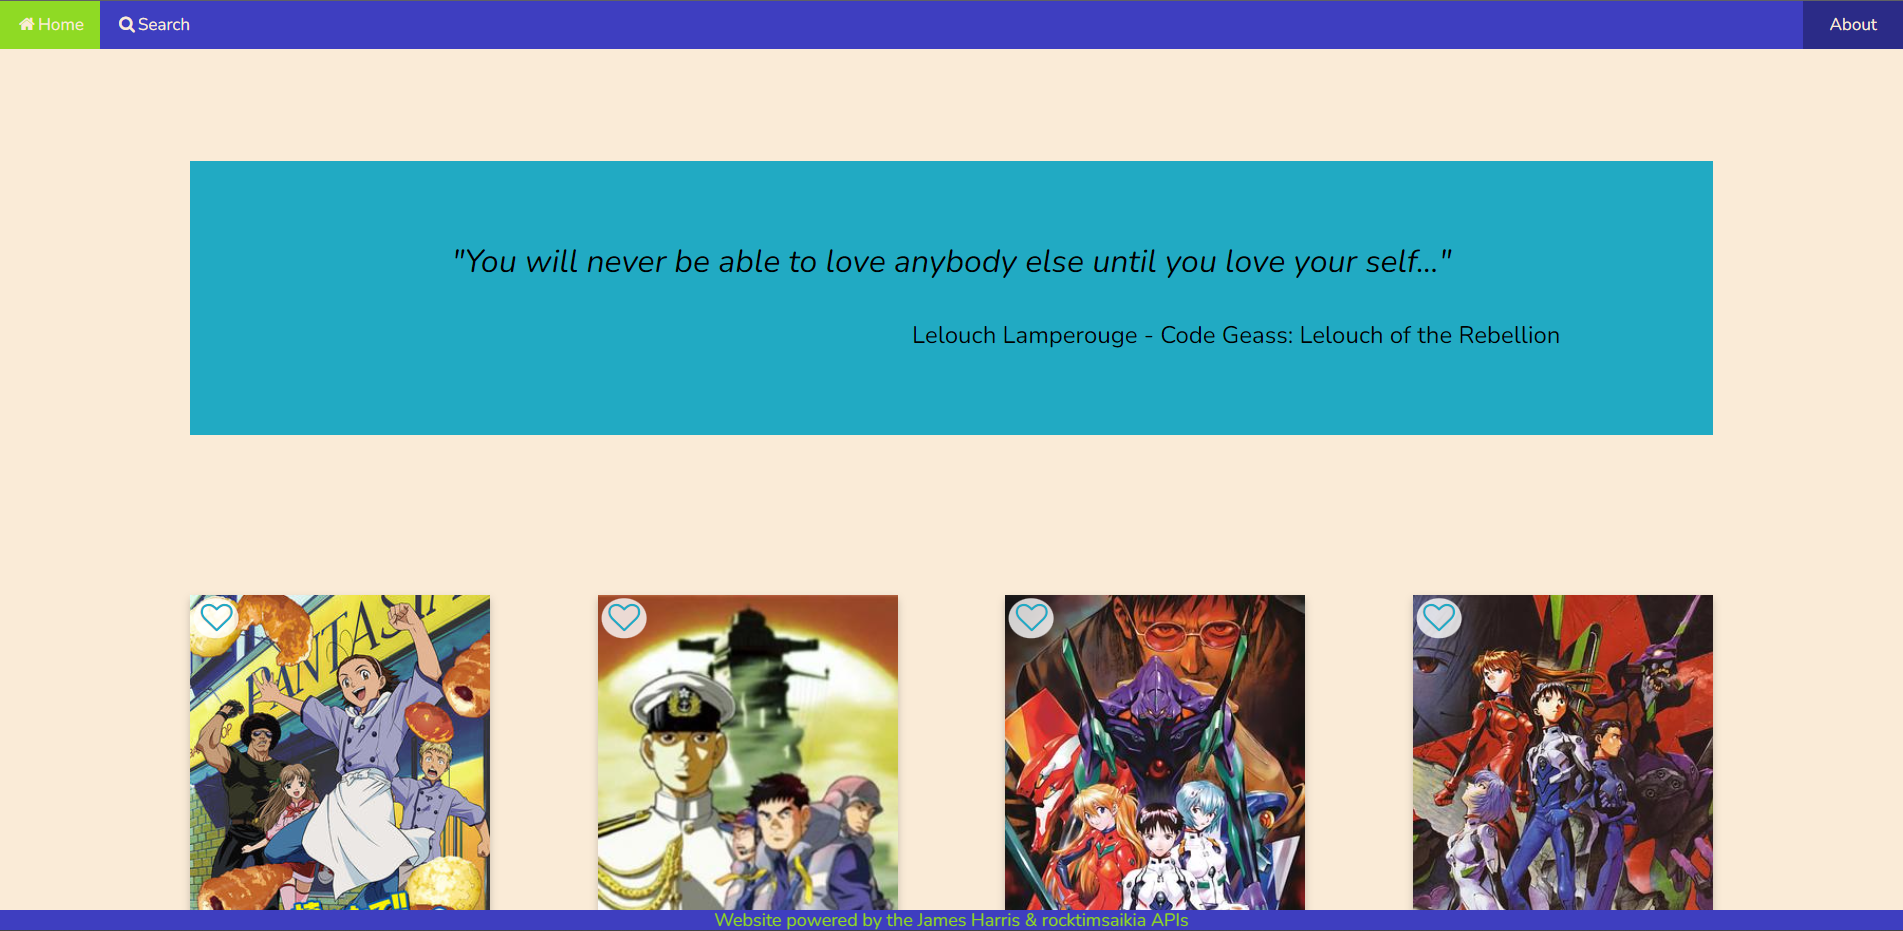 Home
Search
About
"You will never be able to love anybody else until you love your self..."
Lelouch Lamperouge - Code Geass: Lelouch of the Rebellion
FANTASI
Website powered by the James Harris & rocktimsaikia APIs